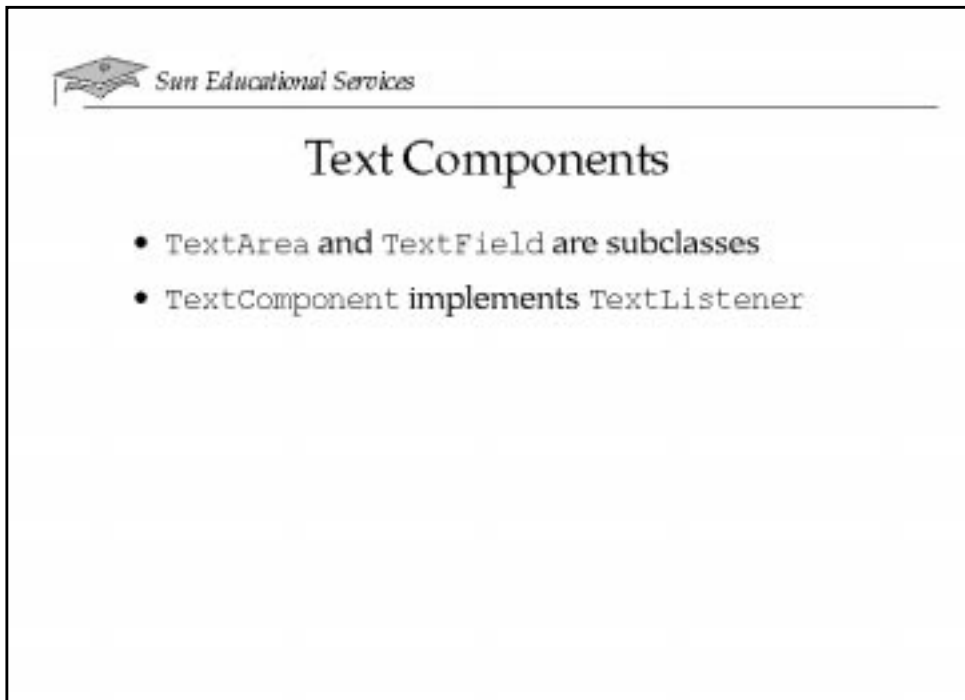 Sun Educational Services
Text Components
• TextArea and TextField are subclasses
• TextComponent implements TextListener